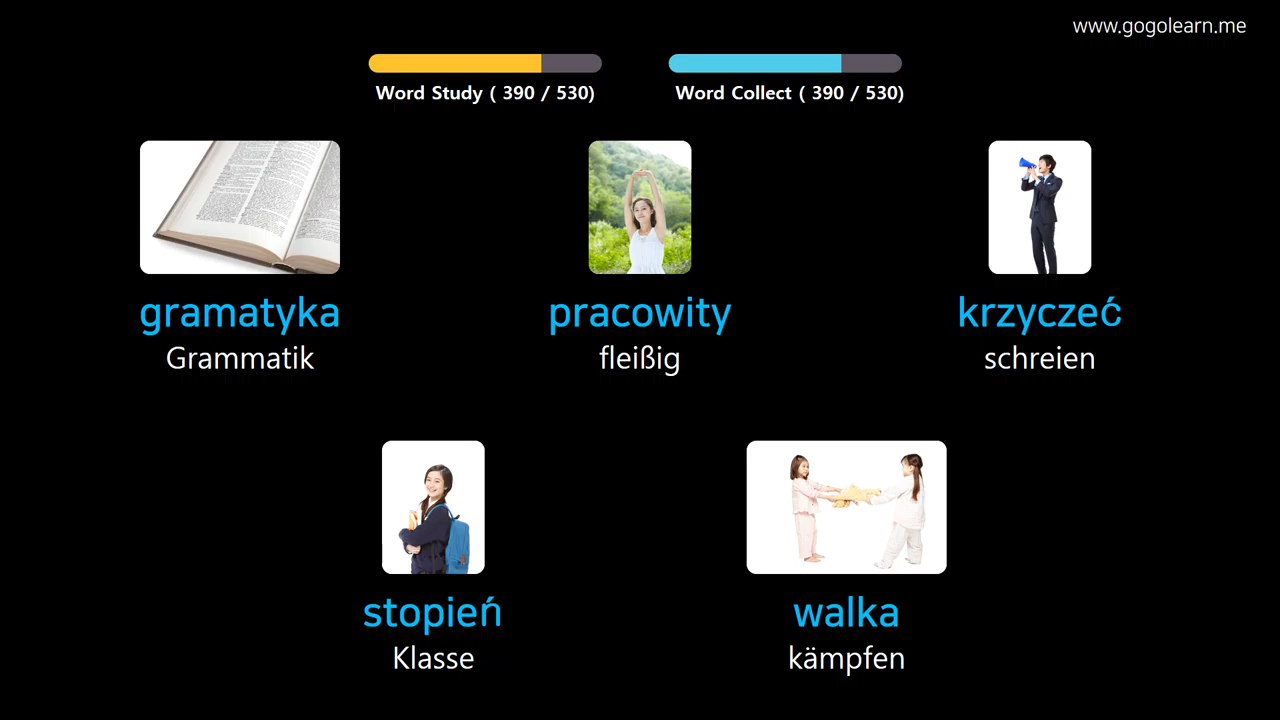 www.gogolearn.me
Word Study ( 390 / 530)
Word Collect ( 390 / 530)
gramatyka
Grammatik
pracowity
fleißig
krzyczeć
schreien
stopień
Klasse
walka
kämpfen